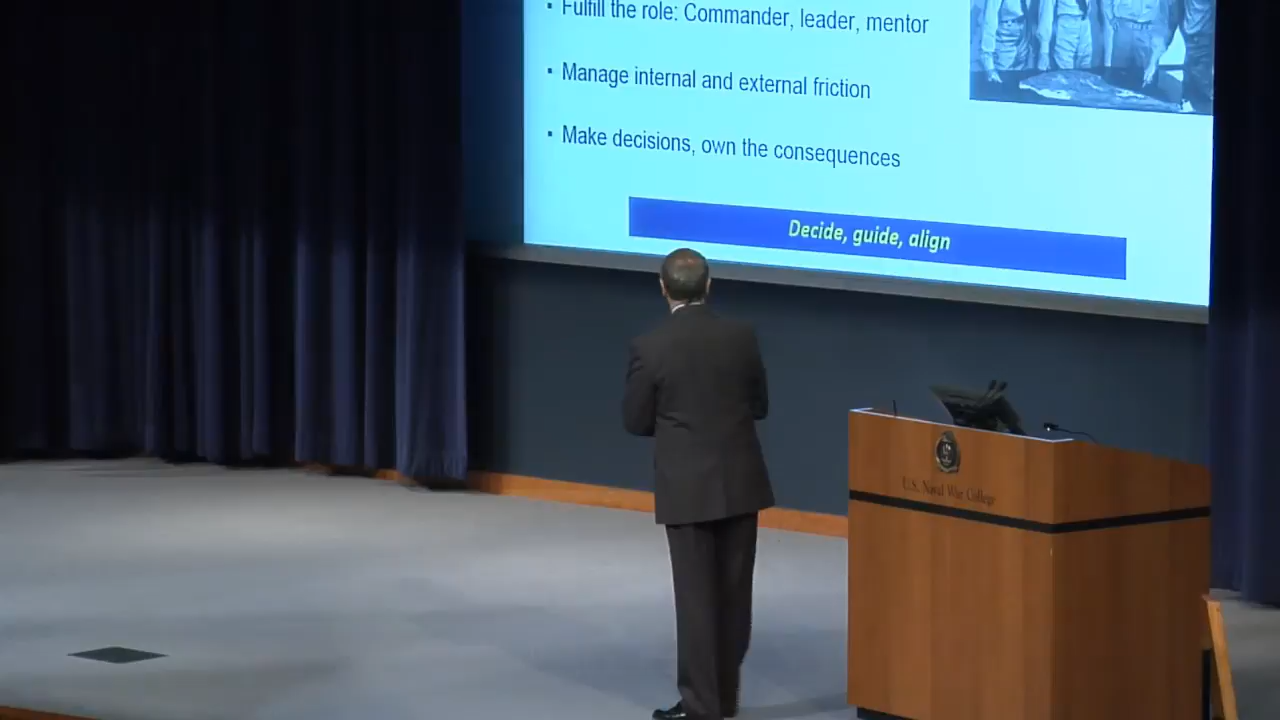 ▪ Fulfill the role: Commander, leader, mentor
▪ Manage internal and external friction
▪ Make decisions, own the consequences
Decide, guide, align
U.S. Naval War College